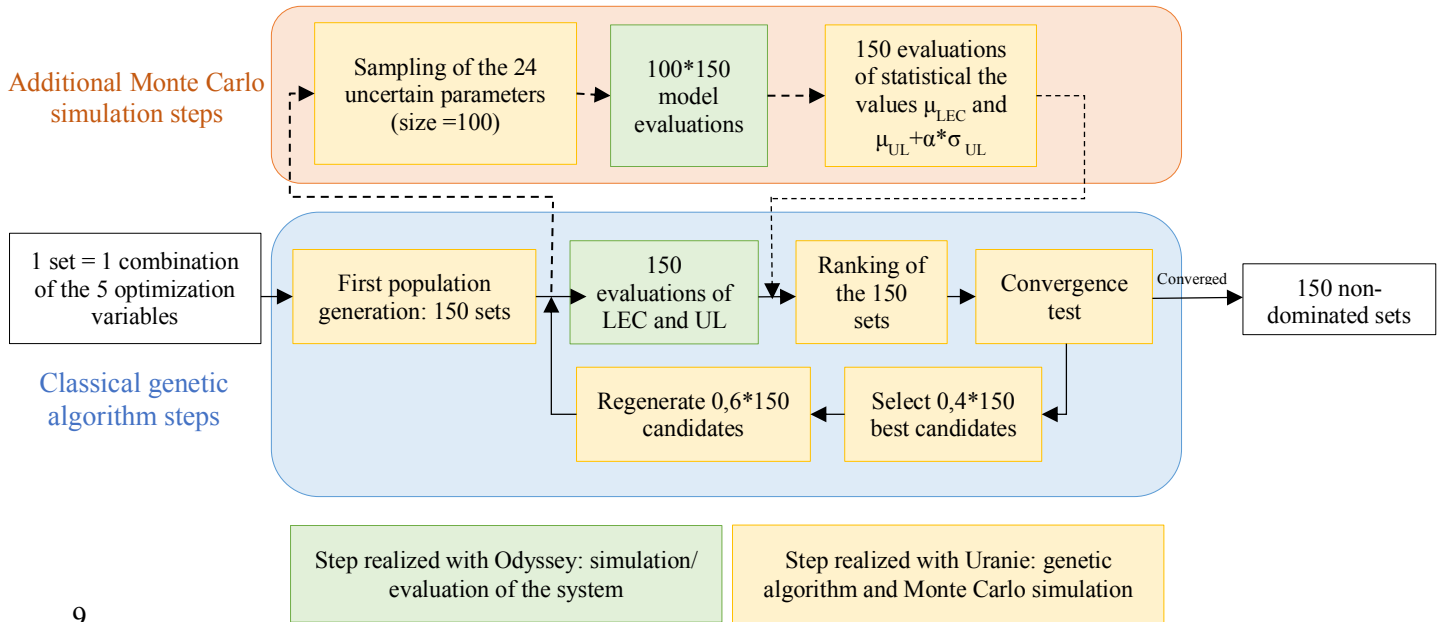 Additional Monte Carlo
simulation steps
Sampling of the 24
uncertain parameters
(size =100)
100*150
model
evaluations
150 evaluations
of statistical the
values μLEC and
μUL+α*σ UL
1 set = 1 combination
of the 5 optimization
variables
First population
generation: 150 sets
150
evaluations of
LEC and UL
Ranking of
the 150
sets
Convergence
test
Converged
150 non-
dominated sets
Classical genetic
algorithm steps
Regenerate 0,6*150
candidates
Select 0,4*150
best candidates
Step realized with Odyssey: simulation/
evaluation of the system
Step realized with Uranie: genetic
algorithm and Monte Carlo simulation
9